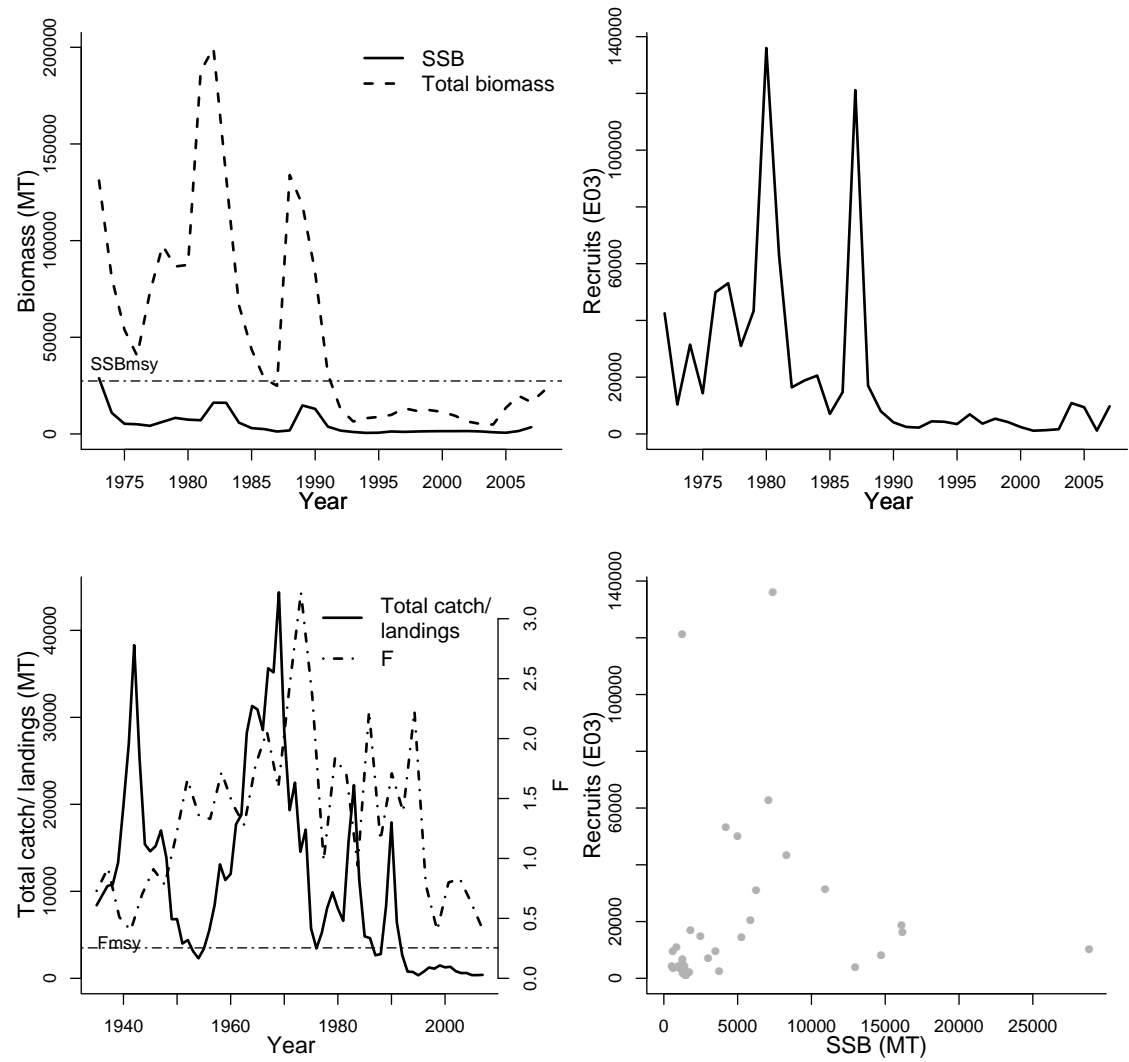 Biomass (MT)
200000
150000
100000
50000
0
SSB
Total biomass
SSBmsy
1975 1980 1985 1990 1995 2000 2005
Year
Recruits (E03)
140000
100000
60000
20000
0
1975 1980 1985 1990 1995 2000 2005
Year
Total catch/ landings (MT)
40000
30000
20000
10000
0
Total catch/
landings
F
Fmsy
3.0
2.5
2.0
1.5
1.0
0.5
0.0
F
1940 1960 1980 2000
Year
Recruits (E03)
140000
100000
60000
20000
0
0 5000 10000 15000 20000 25000
SSB (MT)